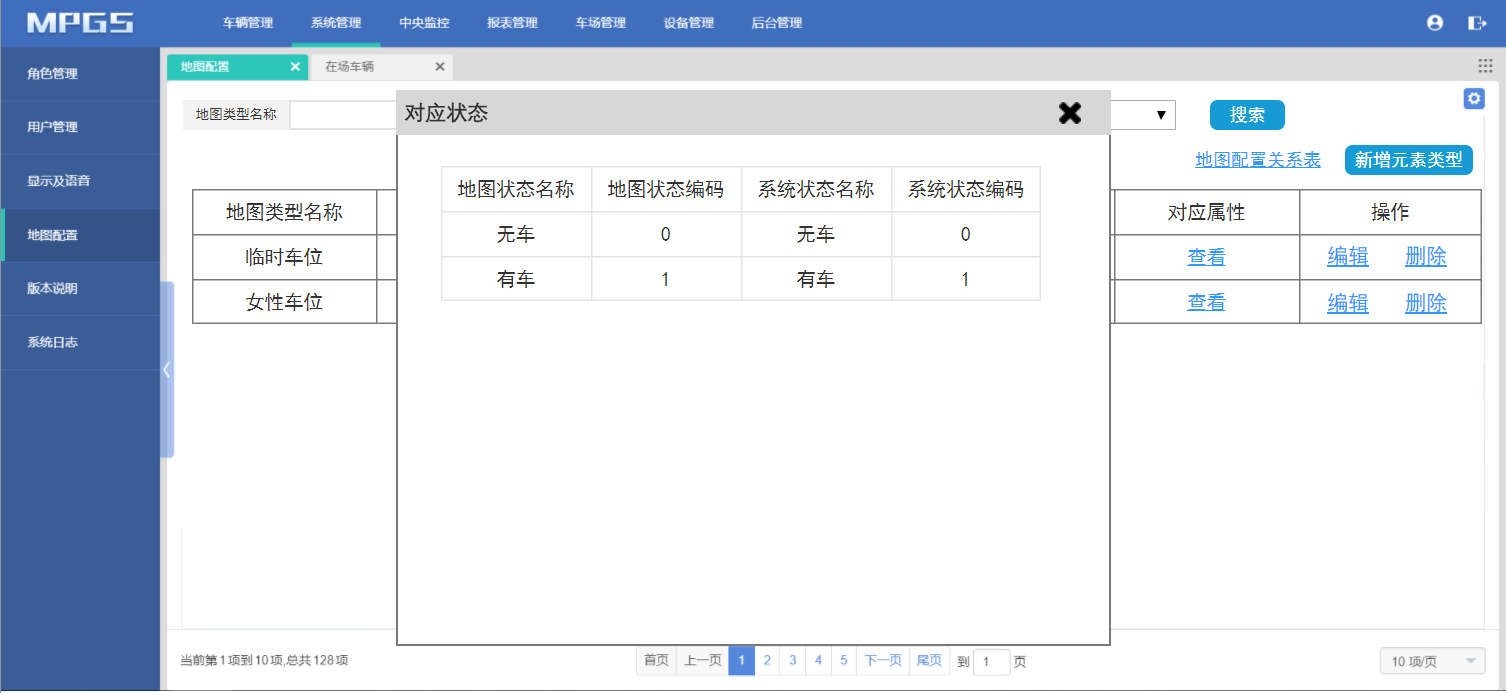 MPGS 车辆管理 系统管理 中央监控 报表管理 车场管理 设备管理 后台管理
角色管理
用户管理
显示及语音
地图配置
版本说明
系统日志
地图配置 × 在场车辆 ×
地图类型名称 搜索
地图配置关系表 新增元素类型
地图类型名称 对应属性 操作
临时车位 查看 编辑 删除
女性车位 查看 编辑 删除
对应状态
地图状态名称 地图状态编码 系统状态名称 系统状态编码
无车 0 无车 0
有车 1 有车 1
当前第1项到10项,总共128项 首页 上一页 1 2 3 4 5 下一页 尾页 到 1 页 10 项/页